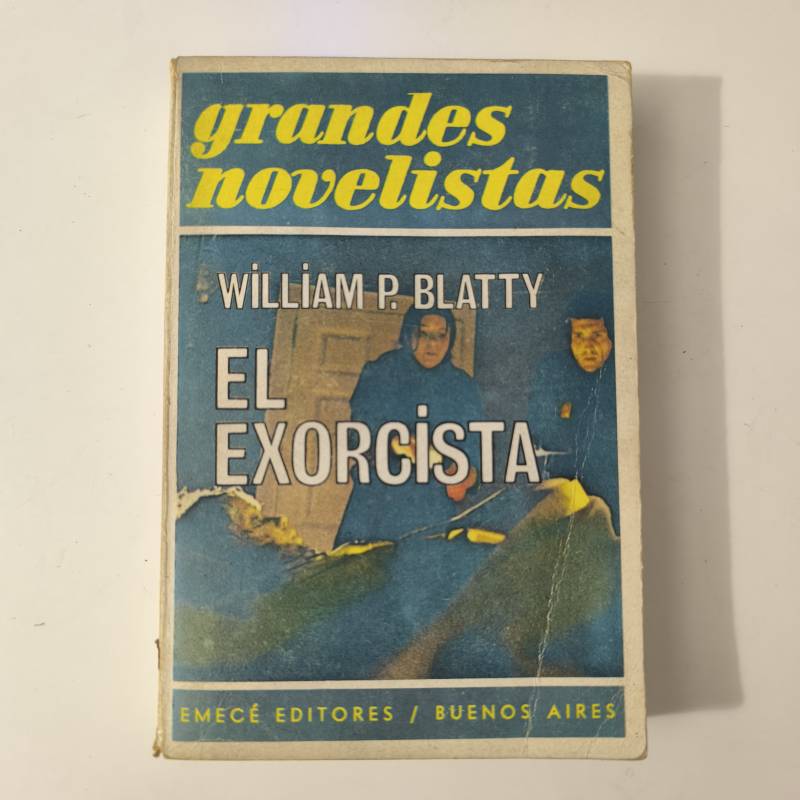 grandes
novelistas
WiLLiAM P. BLATTY
EL
EXORCiSTA
EMECÉ EDITORES / BUENOS AIRES